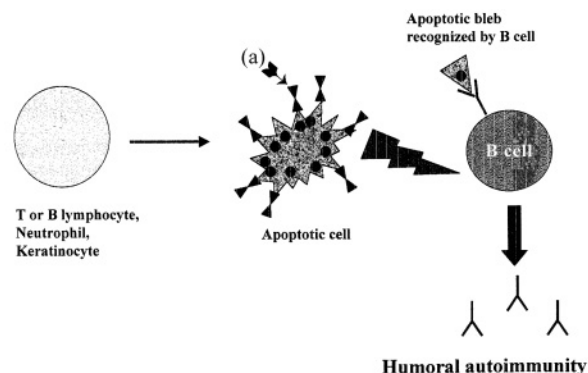 (a)
Apoptotic bleb
recognized by B cell
B cell
T or B lymphocyte,
Neutrophil,
Keratinocyte
Apoptotic cell
Humoral autoimmunity